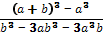 (a + b)³ − a³
b³ − 3ab² − 3a²b